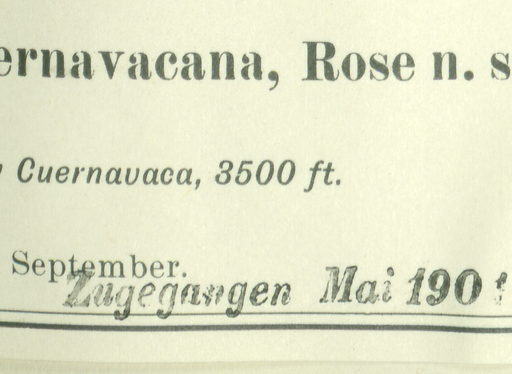 ernavacana, Rose n. s
Cuernavaca, 3500 ft.
September.
Zugegangen Mai 190